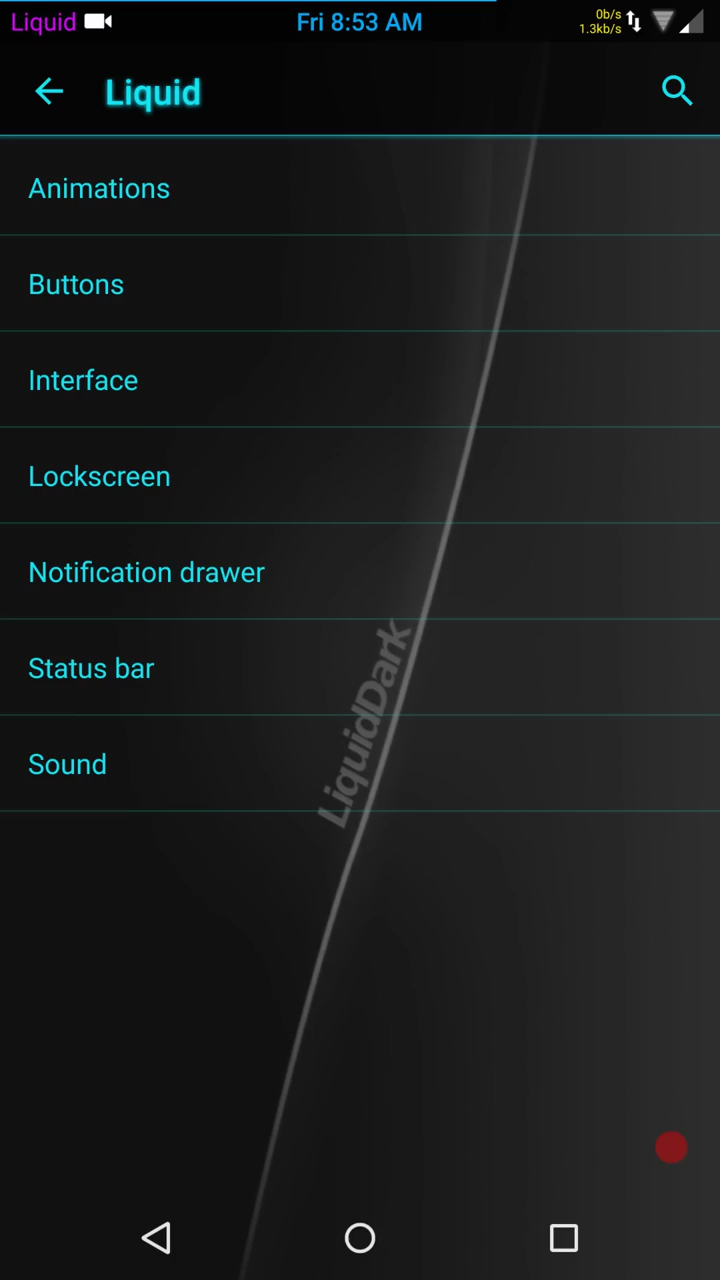 Liquid Fri 8:53 AM 0b/s
1.3kb/s
Liquid
Animations
Buttons
Interface
Lockscreen
Notification drawer
Status bar
LiquidDark
Sound